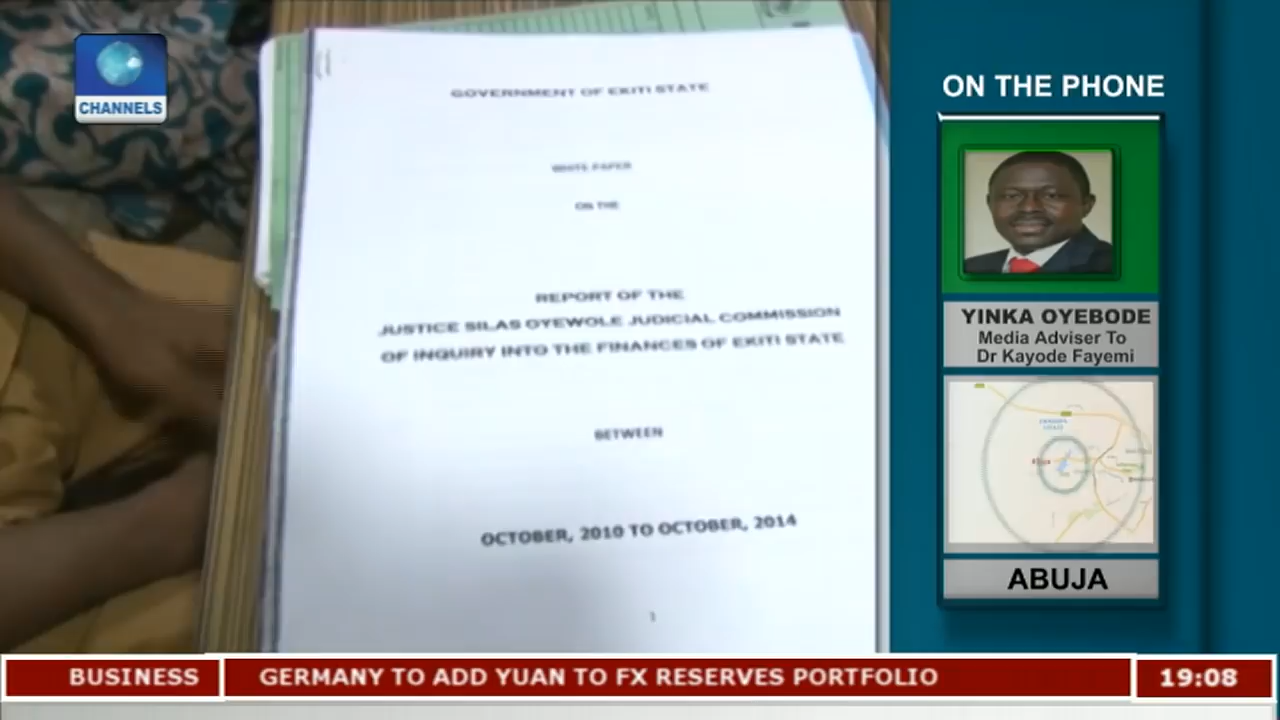 CHANNELS
GOVERNMENT OF EKITI STATE
WHITE PAPER
ON THE
REPORT OF THE
JUSTICE SILAS OYEWOLE JUDICIAL COMMISSION
OF INQUIRY INTO THE FINANCES OF EKITI STATE
BETWEEN
OCTOBER, 2010 TO OCTOBER, 2014
1
ON THE PHONE
YINKA OYEBODE
Media Adviser To
Dr Kayode Fayemi
ABUJA
BUSINESS
GERMANY TO ADD YUAN TO FX RESERVES PORTFOLIO
19:08